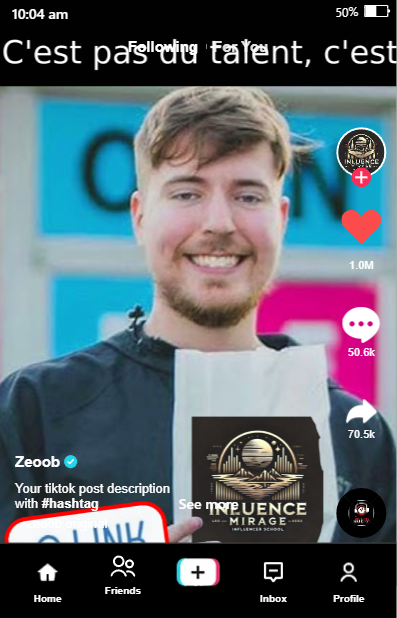 10:04 am
50%
Following For You
C'est pas du talent, c'est
1.0M
50.6k
70.5k
Zeoob
Your tiktok post description
with #hashtag
See more
INFLUENCE
MIRAGE
INFLUENCER SCHOOL
INFLUENCE
MIRAGE
LINK
Home
Friends
Inbox
Profile